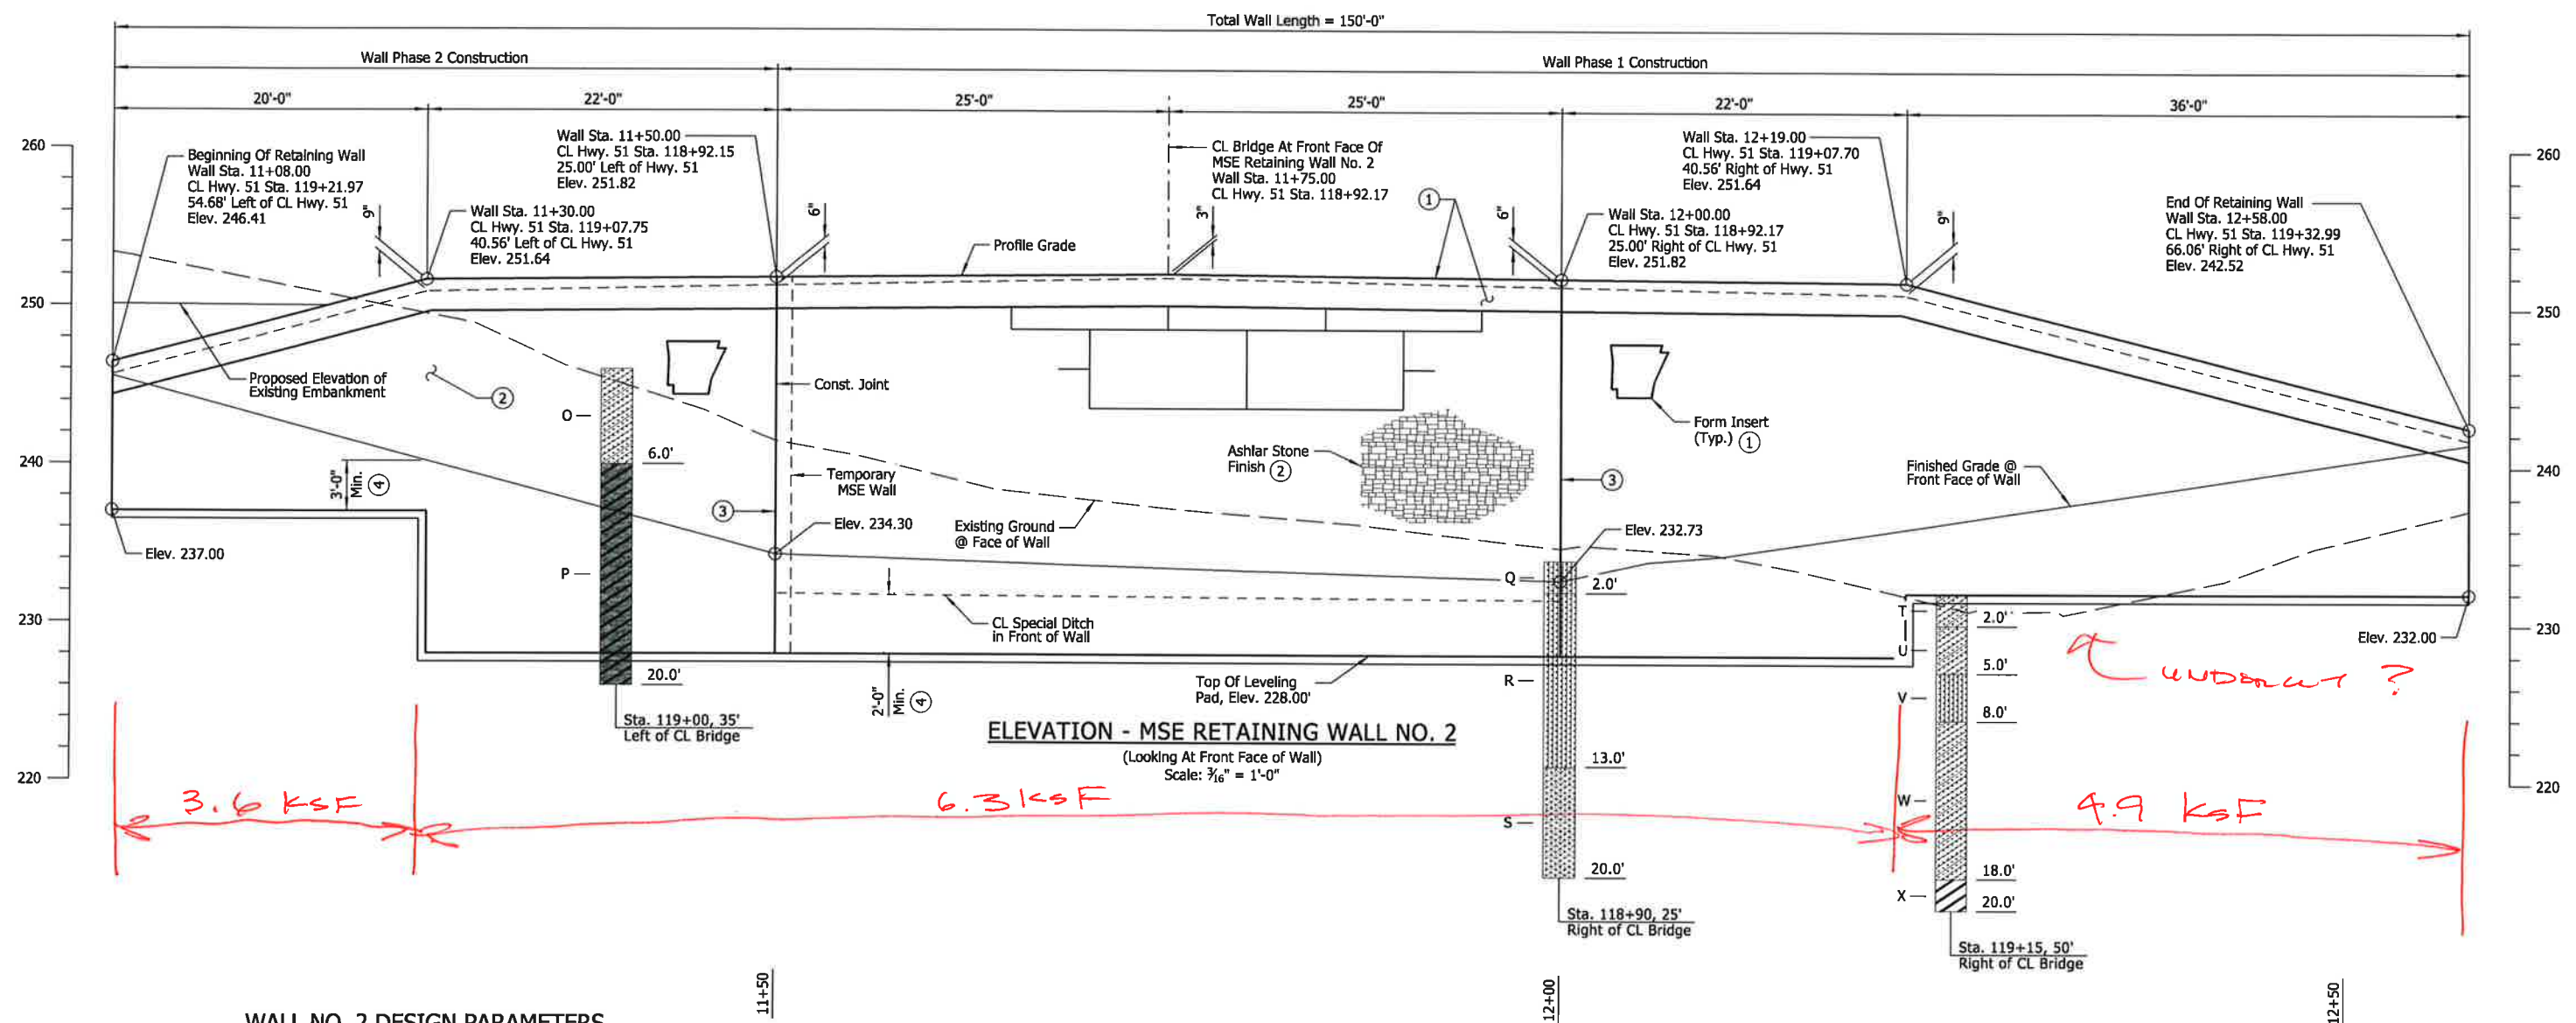 Total Wall Length = 150'-0"
Wall Phase 2 Construction
Wall Phase 1 Construction
20'-0"
22'-0"
25'-0"
25'-0"
22'-0"
36'-0"
260
250
240
230
220
Beginning Of Retaining Wall
Wall Sta. 11+08.00
CL Hwy. 51 Sta. 119+21.97
54.68' Left of CL Hwy. 51
Elev. 246.41
9"
Wall Sta. 11+30.00
CL Hwy. 51 Sta. 119+07.75
40.56' Left of CL Hwy. 51
Elev. 251.64
Wall Sta. 11+50.00
CL Hwy. 51 Sta. 118+92.15
25.00' Left of Hwy. 51
Elev. 251.82
6"
Profile Grade
CL Bridge At Front Face Of
MSE Retaining Wall No. 2
Wall Sta. 11+75.00
CL Hwy. 51 Sta. 118+92.17
3"
1
6"
Wall Sta. 12+00.00
CL Hwy. 51 Sta. 118+92.17
25.00' Right of CL Hwy. 51
Elev. 251.82
Wall Sta. 12+19.00
CL Hwy. 51 Sta. 119+07.70
40.56' Right of Hwy. 51
Elev. 251.64
9"
End Of Retaining Wall
Wall Sta. 12+58.00
CL Hwy. 51 Sta. 119+32.99
66.06' Right of CL Hwy. 51
Elev. 242.52
260
250
240
230
220
Proposed Elevation of
Existing Embankment
2
O
6.0'
P
20.0'
Sta. 119+00, 35'
Left of CL Bridge
3'-0"
Min. 4
Elev. 237.00
Const. Joint
Temporary
MSE Wall
3
Elev. 234.30
Existing Ground
@ Face of Wall
Ashlar Stone
Finish 2
CL Special Ditch
in Front of Wall
2'-0"
Min. 4
Top Of Leveling
Pad, Elev. 228.00'
Form Insert
(Typ.) 1
3
Elev. 232.73
Finished Grade @
Front Face of Wall
Elev. 232.00
Q
2.0'
R
13.0'
S
20.0'
Sta. 118+90, 25'
Right of CL Bridge
T
2.0'
U
5.0'
V
8.0'
W
18.0'
X
20.0'
Sta. 119+15, 50'
Right of CL Bridge
UNDERCUT ?
ELEVATION - MSE RETAINING WALL NO. 2
(Looking At Front Face of Wall)
Scale: 3/16" = 1'-0"
3.6 KSF
6.3 KSF
4.9 KSF
11+50
12+00
12+50
WALL NO. 2 DESIGN PARAMETERS